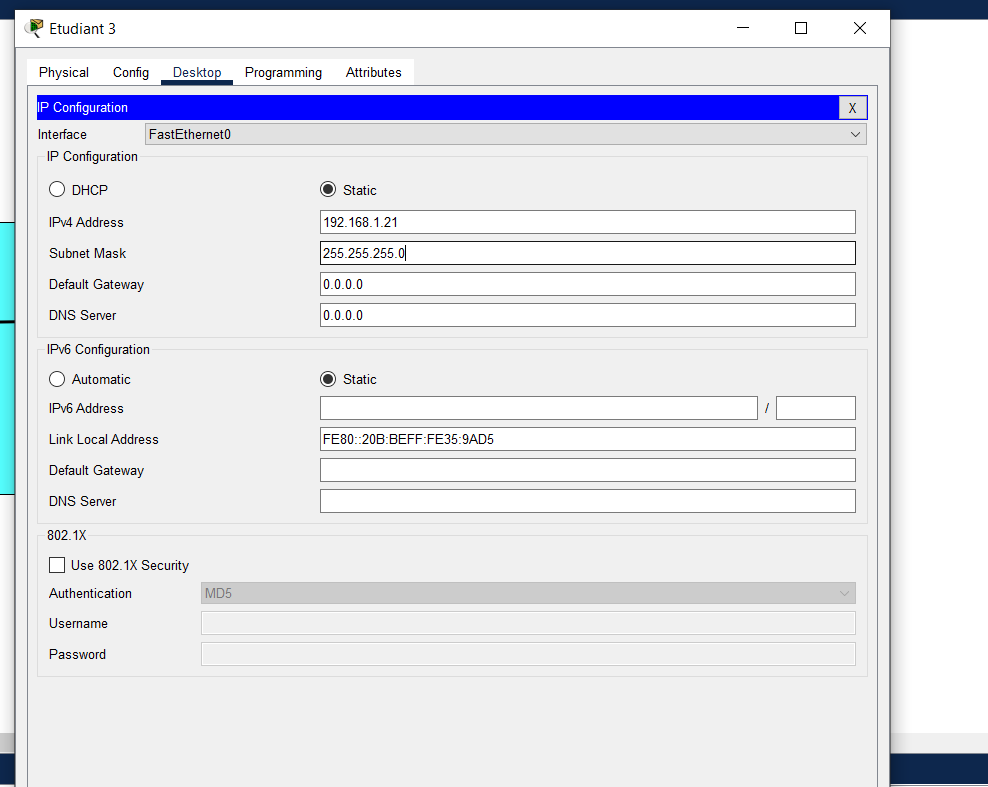 Etudiant 3
Physical Config Desktop Programming Attributes
IP Configuration X
Interface FastEthernet0
IP Configuration
DHCP Static
IPv4 Address 192.168.1.21
Subnet Mask 255.255.255.0
Default Gateway 0.0.0.0
DNS Server 0.0.0.0
IPv6 Configuration
Automatic Static
IPv6 Address /
Link Local Address FE80::20B:BEFF:FE35:9AD5
Default Gateway
DNS Server
802.1X
Use 802.1X Security
Authentication MD5
Username
Password